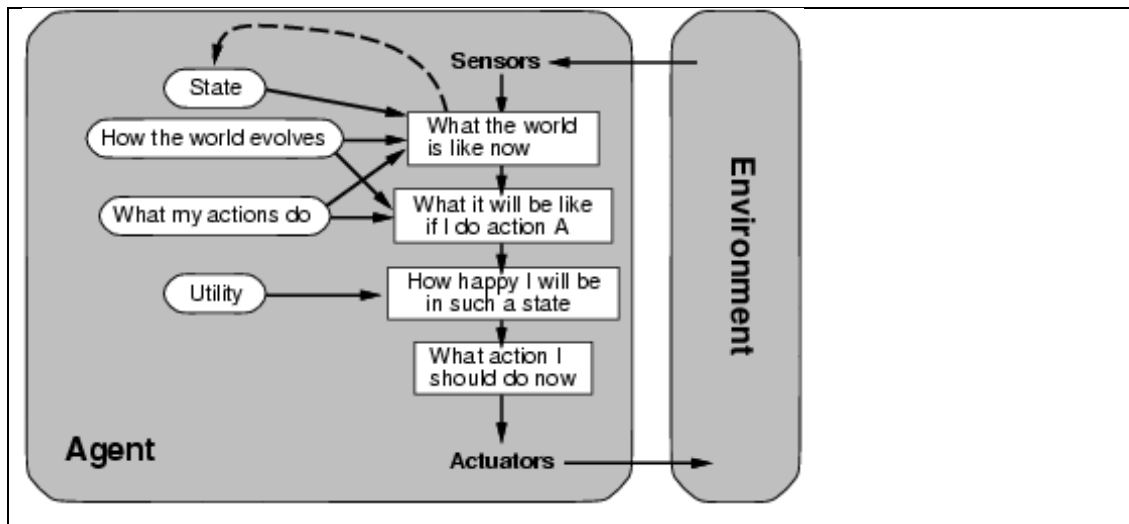 Sensors
State
What the world
is like now
How the world evolves
What it will be like
if I do action A
What my actions do
How happy I will be
in such a state
Utility
What action I
should do now
Agent
Actuators
Environment